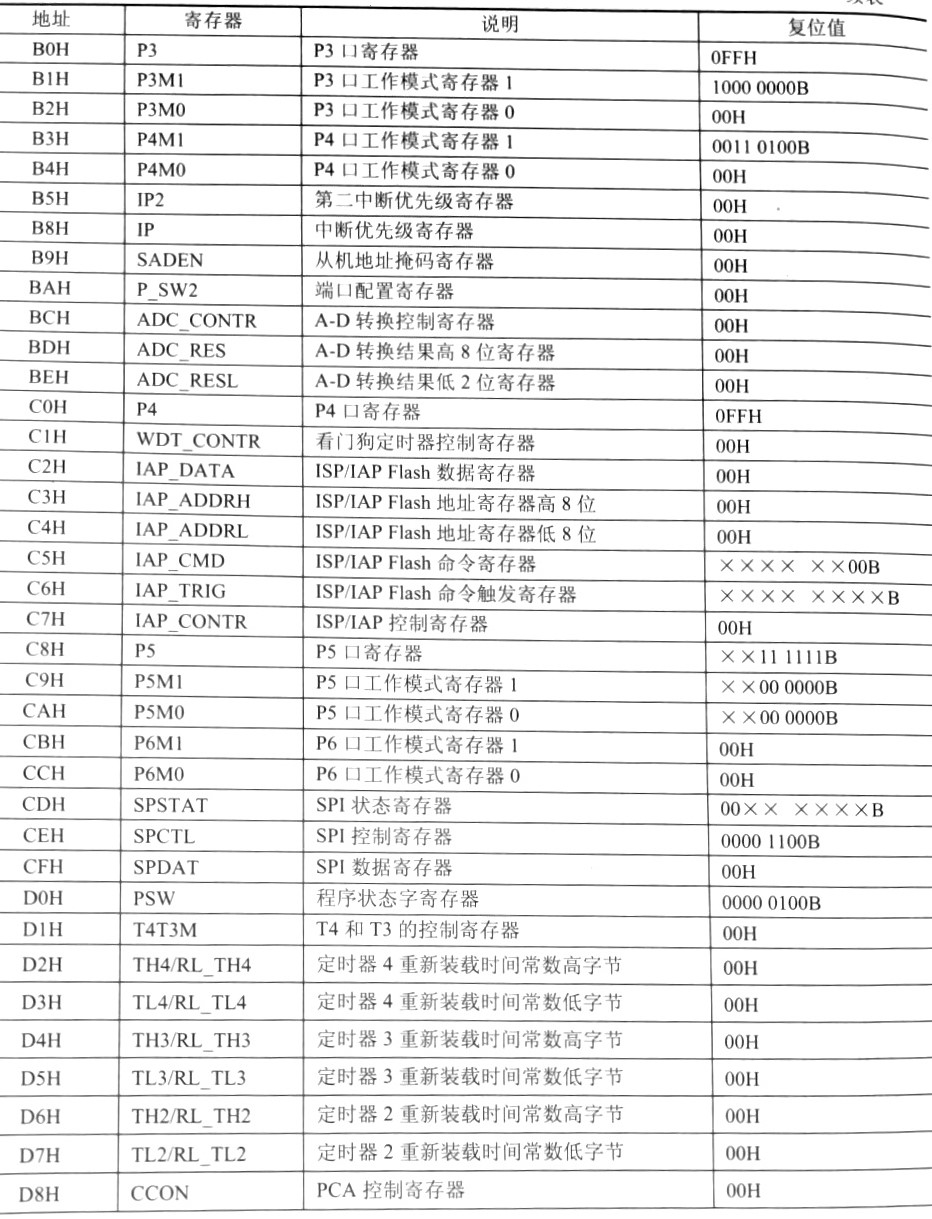 地址 寄存器 说明 复位值
B0H P3 P3 口寄存器 0FFH
B1H P3M1 P3 口工作模式寄存器 1 1000 0000B
B2H P3M0 P3 口工作模式寄存器 0 00H
B3H P4M1 P4 口工作模式寄存器 1 0011 0100B
B4H P4M0 P4 口工作模式寄存器 0 00H
B5H IP2 第二中断优先级寄存器 00H
B8H IP 中断优先级寄存器 00H
B9H SADEN 从机地址掩码寄存器 00H
BAH P_SW2 端口配置寄存器 00H
BCH ADC_CONTR A-D 转换控制寄存器 00H
BDH ADC_RES A-D 转换结果高 8 位寄存器 00H
BEH ADC_RESL A-D 转换结果低 2 位寄存器 00H
C0H P4 P4 口寄存器 0FFH
C1H WDT_CONTR 看门狗定时器控制寄存器 00H
C2H IAP_DATA ISP/IAP Flash 数据寄存器 00H
C3H IAP_ADDRH ISP/IAP Flash 地址寄存器高 8 位 00H
C4H IAP_ADDRL ISP/IAP Flash 地址寄存器低 8 位 00H
C5H IAP_CMD ISP/IAP Flash 命令寄存器 ×××× ××00B
C6H IAP_TRIG ISP/IAP Flash 命令触发寄存器 ×××× ××××B
C7H IAP_CONTR ISP/IAP 控制寄存器 00H
C8H P5 P5 口寄存器 ××11 1111B
C9H P5M1 P5 口工作模式寄存器 1 ××00 0000B
CAH P5M0 P5 口工作模式寄存器 0 ××00 0000B
CBH P6M1 P6 口工作模式寄存器 1 00H
CCH P6M0 P6 口工作模式寄存器 0 00H
CDH SPSTAT SPI 状态寄存器 00×× ××××B
CEH SPCTL SPI 控制寄存器 0000 1100B
CFH SPDAT SPI 数据寄存器 00H
D0H PSW 程序状态字寄存器 0000 0100B
D1H T4T3M T4 和 T3 的控制寄存器 00H
D2H TH4/RL_TH4 定时器 4 重新装载时间常数高字节 00H
D3H TL4/RL_TL4 定时器 4 重新装载时间常数低字节 00H
D4H TH3/RL_TH3 定时器 3 重新装载时间常数高字节 00H
D5H TL3/RL_TL3 定时器 3 重新装载时间常数低字节 00H
D6H TH2/RL_TH2 定时器 2 重新装载时间常数高字节 00H
D7H TL2/RL_TL2 定时器 2 重新装载时间常数低字节 00H
D8H CCON PCA 控制寄存器 00H